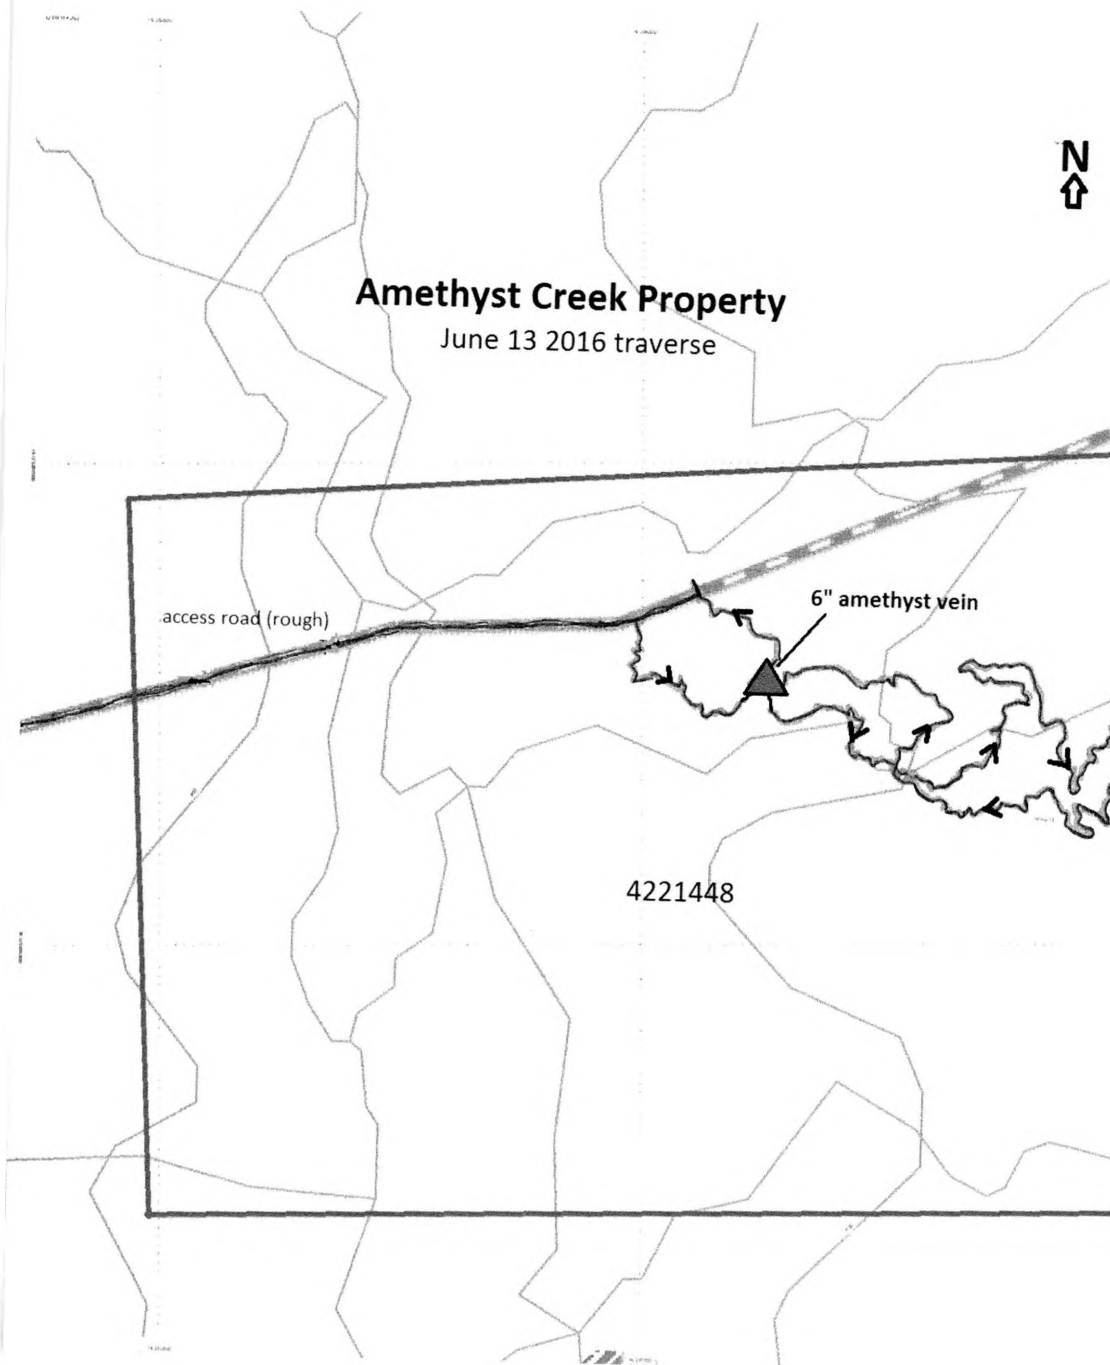 N
Amethyst Creek Property
June 13 2016 traverse
access road (rough)
6" amethyst vein
4221448